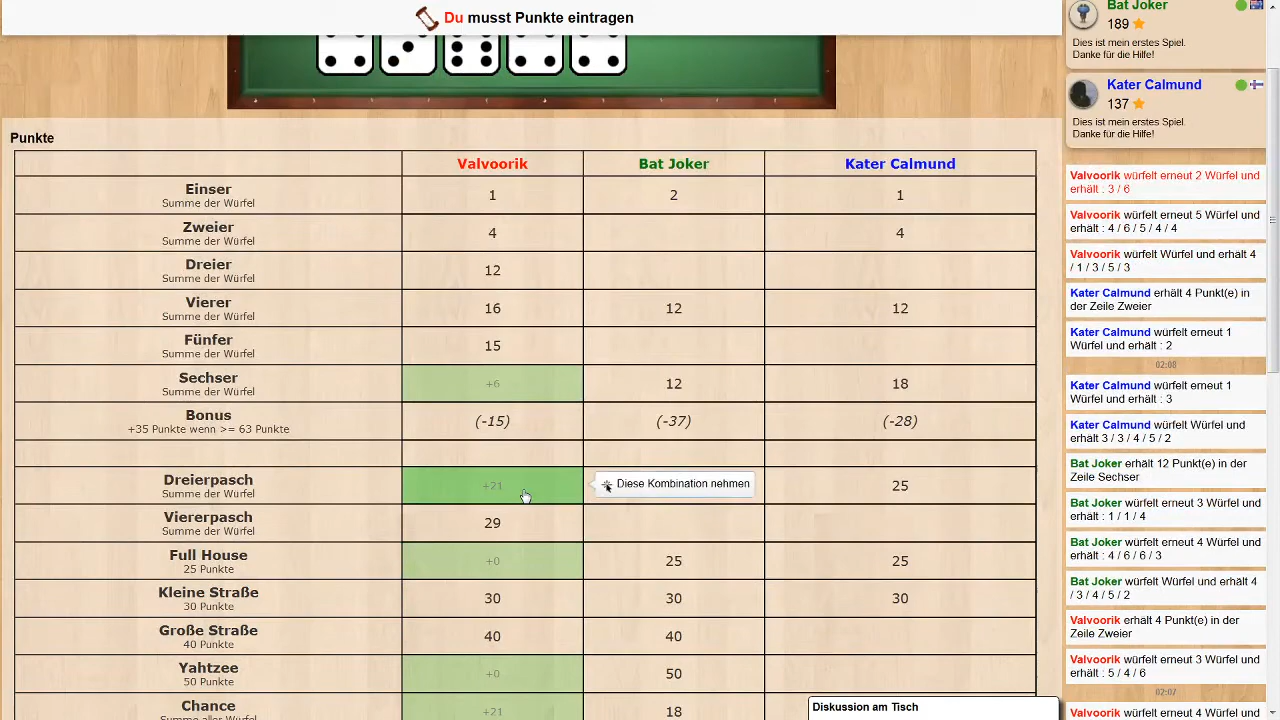 Du musst Punkte eintragen
Bat Joker
189
Dies ist mein erstes Spiel.
Danke für die Hilfe!
Kater Calmund
137
Dies ist mein erstes Spiel.
Danke für die Hilfe!
Punkte
Valvoorik Bat Joker Kater Calmund
Einser 1 2 1
Summe der Würfel
Zweier 4 4
Summe der Würfel
Dreier 12
Summe der Würfel
Vierer 16 12 12
Summe der Würfel
Fünfer 15
Summe der Würfel
Sechser +6 12 18
Summe der Würfel
Bonus (-15) (-37) (-28)
+35 Punkte wenn >= 63 Punkte
Dreierpasch +21 Diese Kombination nehmen 25
Summe der Würfel
Viererpasch 29
Summe der Würfel
Full House +0 25 25
25 Punkte
Kleine Straße 30 30 30
30 Punkte
Große Straße 40 40
40 Punkte
Yahtzee +0 50
50 Punkte
Chance +21 18
Summe aller Würfel
Diskussion am Tisch
Valvoorik würfelt erneut 2 Würfel und
erhält : 3 / 6
Valvoorik würfelt erneut 5 Würfel und
erhält : 4 / 6 / 5 / 4 / 4
Valvoorik würfelt Würfel und erhält 4
/ 1 / 3 / 5 / 3
Kater Calmund erhält 4 Punkt(e) in
der Zeile Zweier
Kater Calmund würfelt erneut 1
Würfel und erhält : 2
02:08
Kater Calmund würfelt erneut 1
Würfel und erhält : 3
Kater Calmund würfelt Würfel und
erhält 3 / 3 / 4 / 5 / 2
Bat Joker erhält 12 Punkt(e) in der
Zeile Sechser
Bat Joker würfelt erneut 3 Würfel und
erhält : 1 / 1 / 4
Bat Joker würfelt erneut 4 Würfel und
erhält : 4 / 6 / 6 / 3
Bat Joker würfelt Würfel und erhält 4
/ 3 / 4 / 5 / 2
Valvoorik erhält 4 Punkt(e) in der
Zeile Zweier
Valvoorik würfelt erneut 3 Würfel und
erhält : 5 / 4 / 6
02:07
Valvoorik würfelt erneut 4 Würfel und